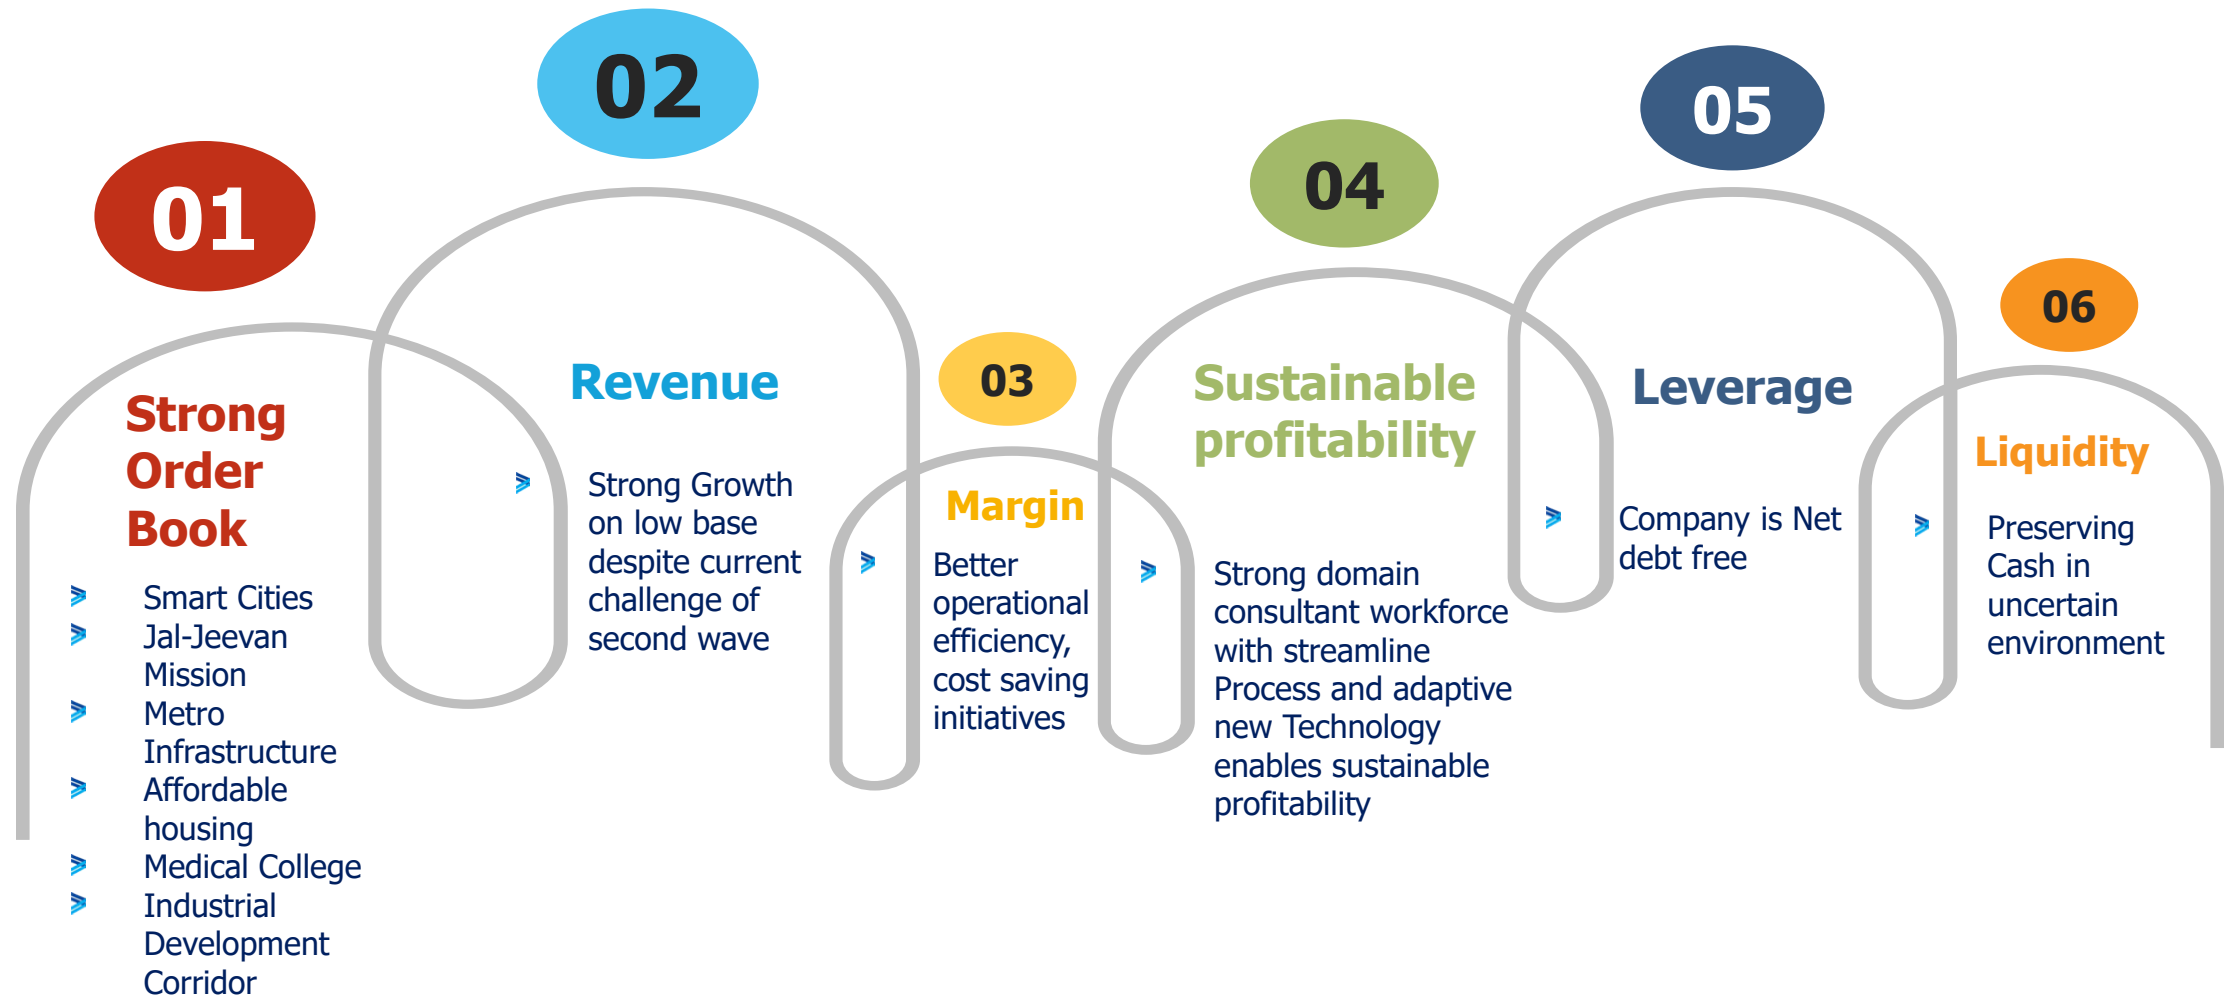 01
Strong
Order
Book
Smart Cities
Jal-Jeevan
Mission
Metro
Infrastructure
Affordable
housing
Medical College
Industrial
Development
Corridor
02
Revenue
Strong Growth
on low base
despite current
challenge of
second wave
03
Margin
Better
operational
efficiency,
cost saving
initiatives
04
Sustainable
profitability
Strong domain
consultant workforce
with streamline
Process and adaptive
new Technology
enables sustainable
profitability
05
Leverage
Company is Net
debt free
06
Liquidity
Preserving
Cash in
uncertain
environment